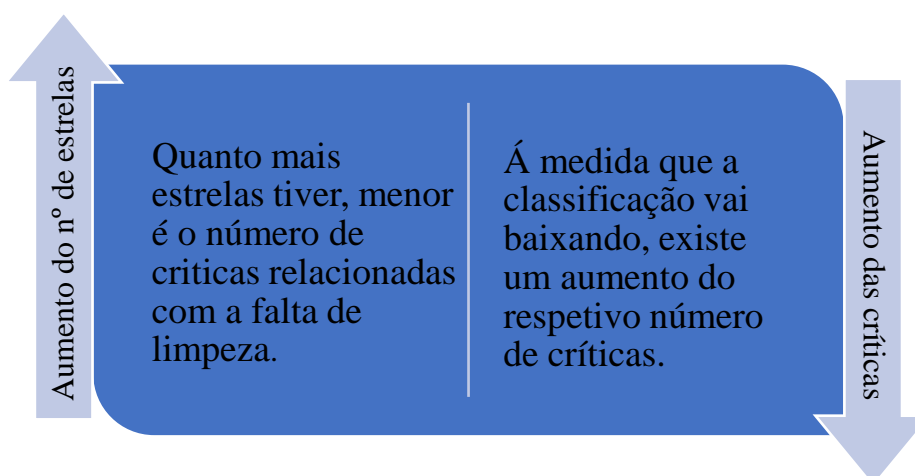 Aumento do nº de estrelas
Quanto mais
estrelas tiver, menor
é o número de
criticas relacionadas
com a falta de
limpeza.
Á medida que a
classificação vai
baixando, existe
um aumento do
respetivo número
de críticas.
Aumento das críticas